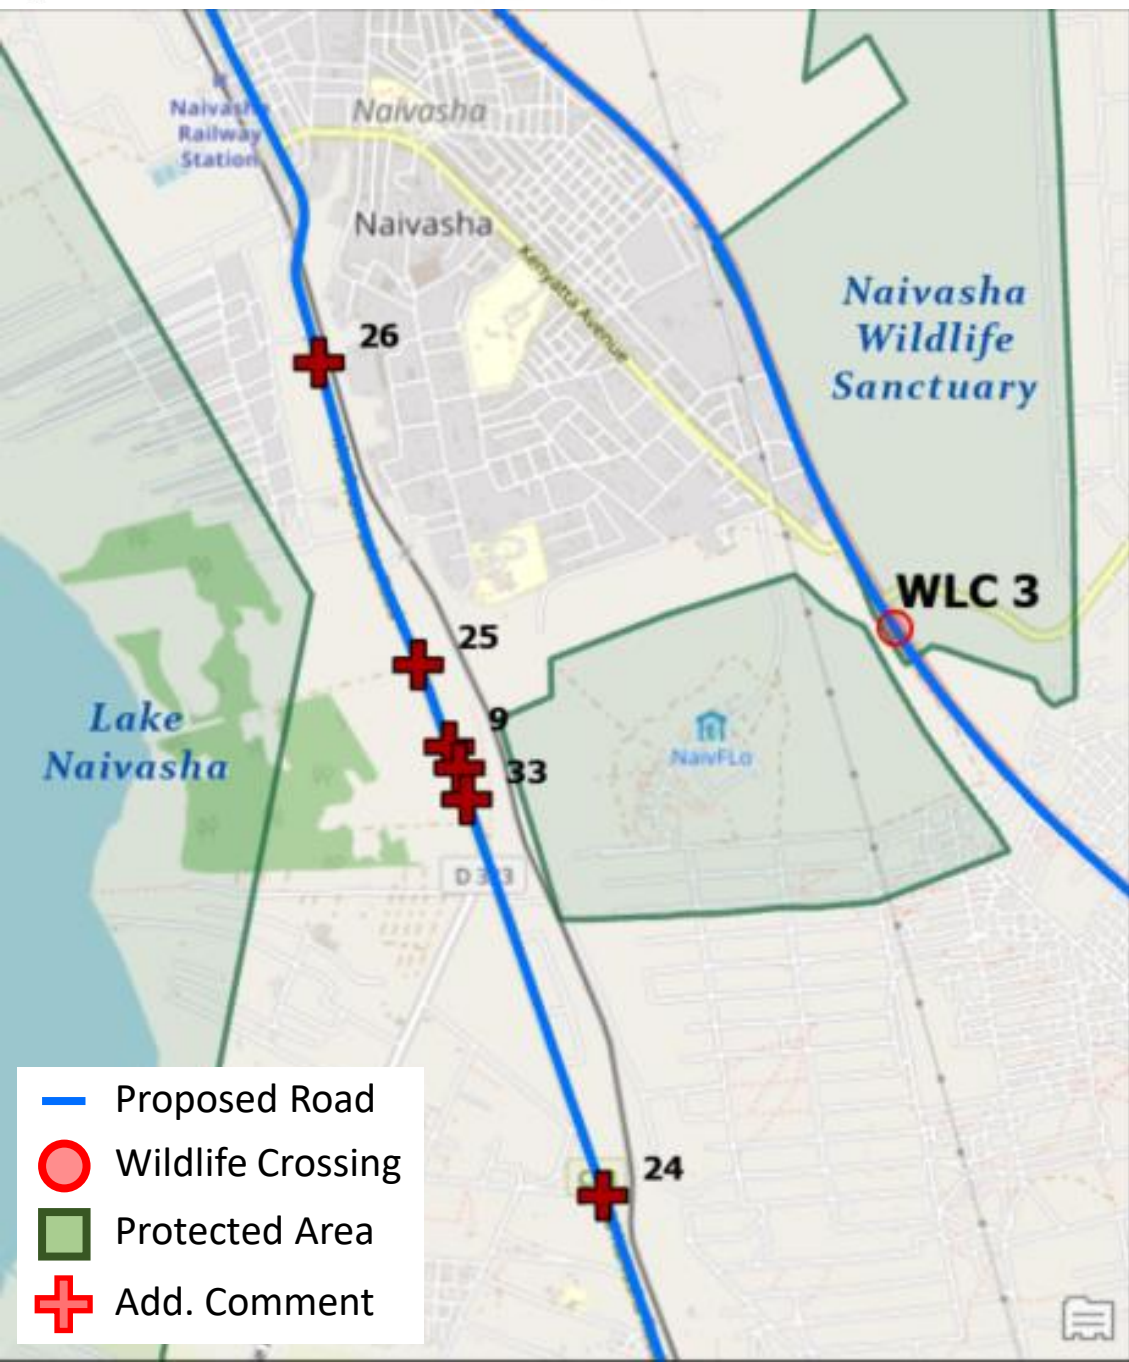 Naivasha
Railway
Station
Naivasha
Naivasha
Kenyatta Avenue
26
Naivasha
Wildlife
Sanctuary
WLC 3
25
9
33
Lake
Naivasha
NaivFLo
24
Proposed Road
Wildlife Crossing
Protected Area
Add. Comment